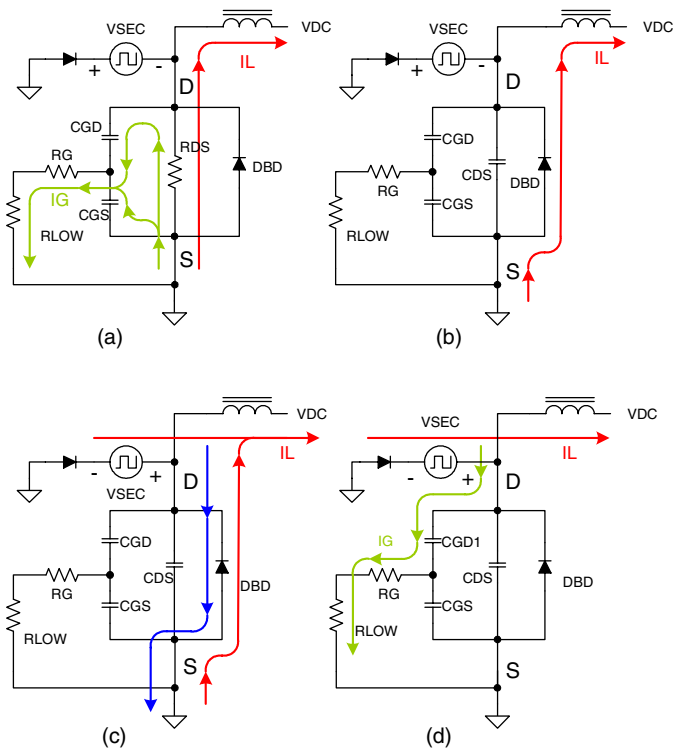 VSEC
VDC
+
-
IL
D
CGD
RG
RDS
DBD
IG
CGS
RLOW
S
(a)
VSEC
VDC
+
-
IL
D
CGD
RG
CDS
DBD
CGS
RLOW
S
(b)
VDC
IL
-
+
VSEC
D
CGD
CDS
DBD
RG
CGS
RLOW
S
(c)
VDC
VSEC
IL
-
+
D
IG
CGD1
CDS
DBD
RG
CGS
RLOW
S
(d)